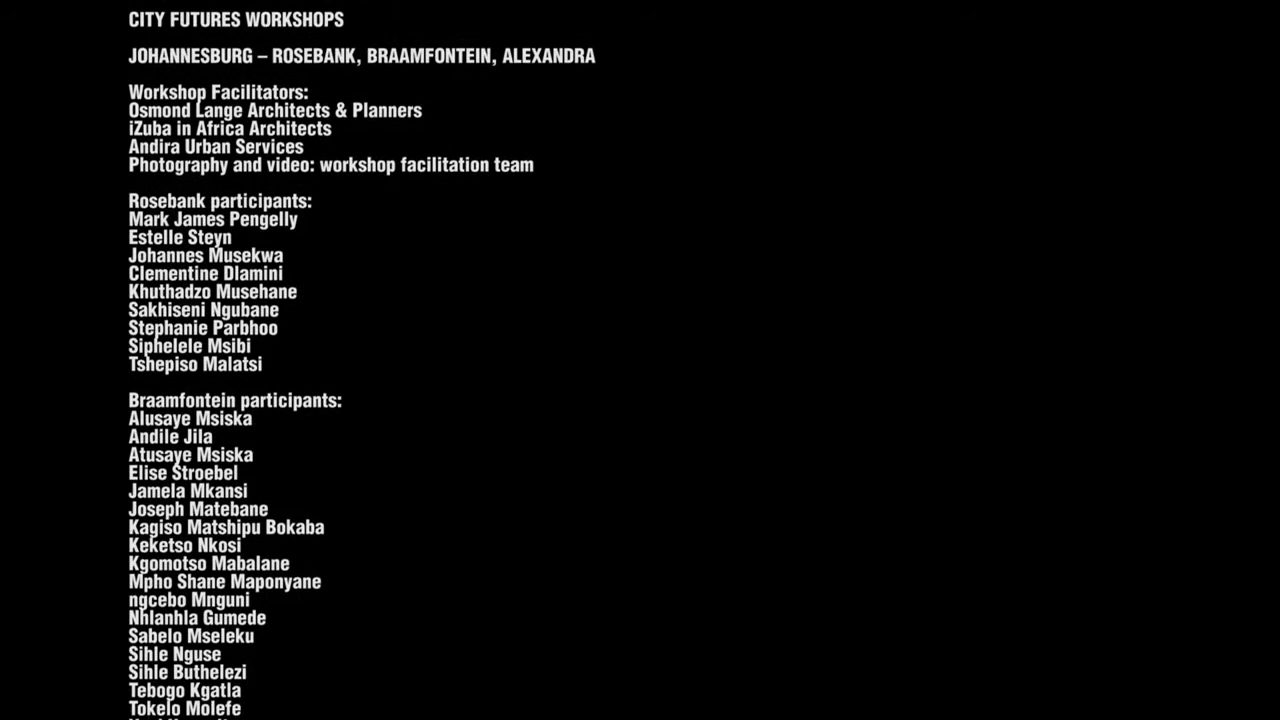 CITY FUTURES WORKSHOPS
JOHANNESBURG – ROSEBANK, BRAAMFONTEIN, ALEXANDRA
Workshop Facilitators:
Osmond Lange Architects & Planners
iZuba in Africa Architects
Andira Urban Services
Photography and video: workshop facilitation team
Rosebank participants:
Mark James Pengelly
Estelle Steyn
Johannes Musekwa
Clementine Dlamini
Khuthadzo Musehane
Sakhiseni Ngubane
Stephanie Parbhoo
Siphelele Msibi
Tshepiso Malatsi
Braamfontein participants:
Alusaye Msiska
Andile Jila
Atusaye Msiska
Elise Stroebel
Jamela Mkansi
Joseph Matebane
Kagiso Matshipu Bokaba
Keketso Nkosi
Kgomotso Mabalane
Mpho Shane Maponyane
ngcebo Mnguni
Nhlanhla Gumede
Sabelo Mseleku
Sihle Nguse
Sihle Buthelezi
Tebogo Kgatla
Tokelo Molefe